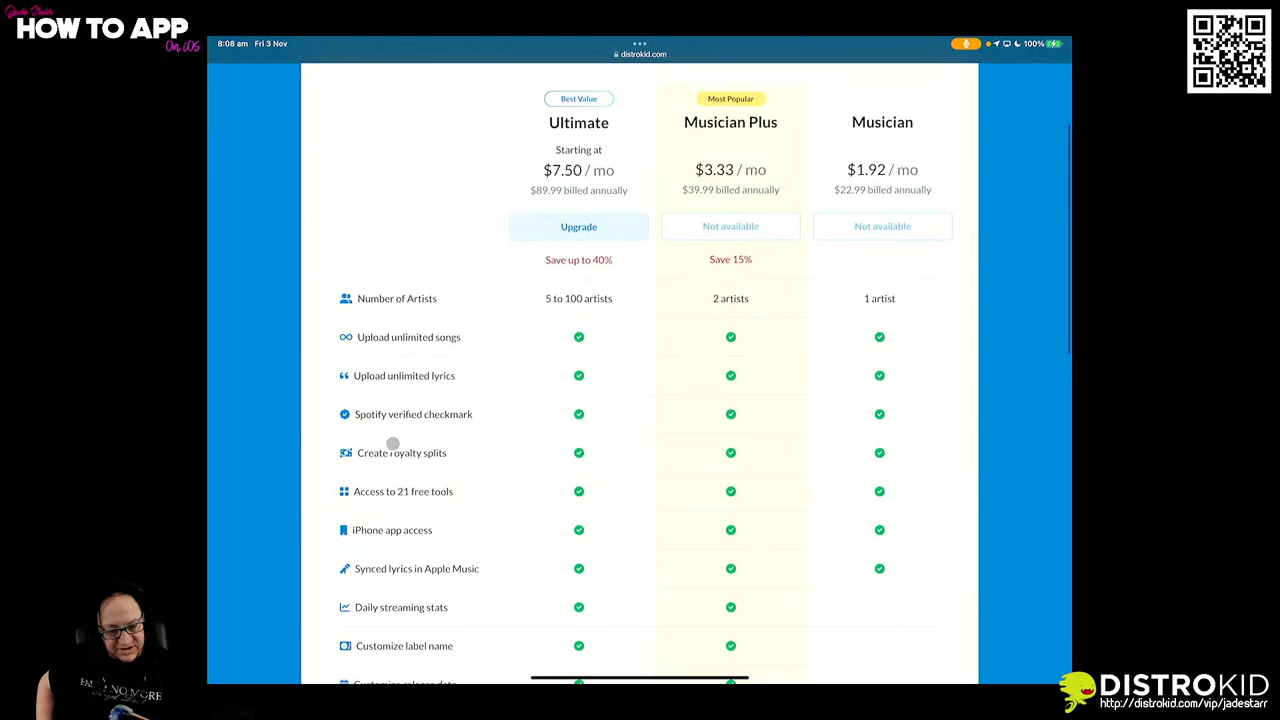 Jade Starr
HOW TO APP
On iOS
8:08 am Fri 3 Nov
distrokid.com
100%
Best Value
Most Popular
Ultimate
Musician Plus
Musician
Starting at
$7.50 / mo
$3.33 / mo
$1.92 / mo
$89.99 billed annually
$39.99 billed annually
$22.99 billed annually
Upgrade
Not available
Not available
Save up to 40%
Save 15%
Number of Artists
5 to 100 artists
2 artists
1 artist
Upload unlimited songs
Upload unlimited lyrics
Spotify verified checkmark
Create royalty splits
Access to 21 free tools
iPhone app access
Synced lyrics in Apple Music
Daily streaming stats
Customize label name
Customize release date
DISTROKID
http://distrokid.com/vip/jadestarr